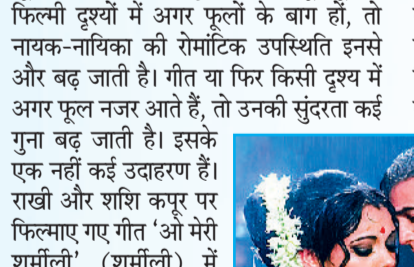 फिल्मी दृश्यों में अगर फूलों के बाग हों, तो
नायक-नायिका की रोमांटिक उपस्थिति इनसे
और बढ़ जाती है। गीत या फिर किसी दृश्य में
अगर फूल नजर आते हैं, तो उनकी सुंदरता कई
गुना बढ़ जाती है। इसके
एक नहीं कई उदाहरण हैं।
राखी और शशि कपूर पर
फिल्माए गए गीत ‘ओ मेरी
शर्मीली’ (शर्मीली) में